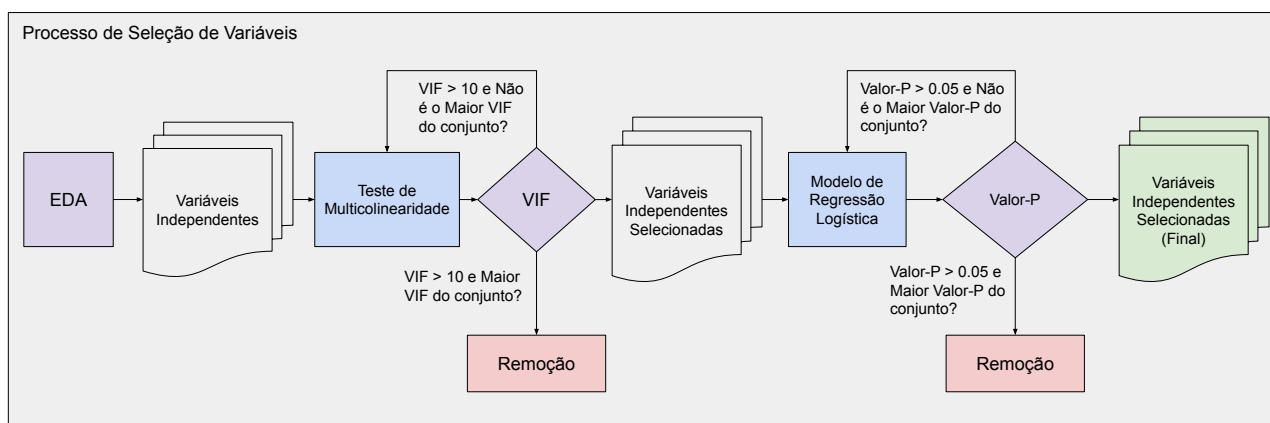 Processo de Seleção de Variáveis
VIF > 10 e Não
é o Maior VIF
do conjunto?
Valor-P > 0.05 e Não
é o Maior Valor-P do
conjunto?
EDA
Variáveis
Independentes
Teste de
Multicolinearidade
VIF
Variáveis
Independentes
Selecionadas
Modelo de
Regressão
Logística
Valor-P
Variáveis
Independentes
Selecionadas
(Final)
VIF > 10 e Maior
VIF do conjunto?
Valor-P > 0.05 e
Maior Valor-P do
conjunto?
Remoção
Remoção